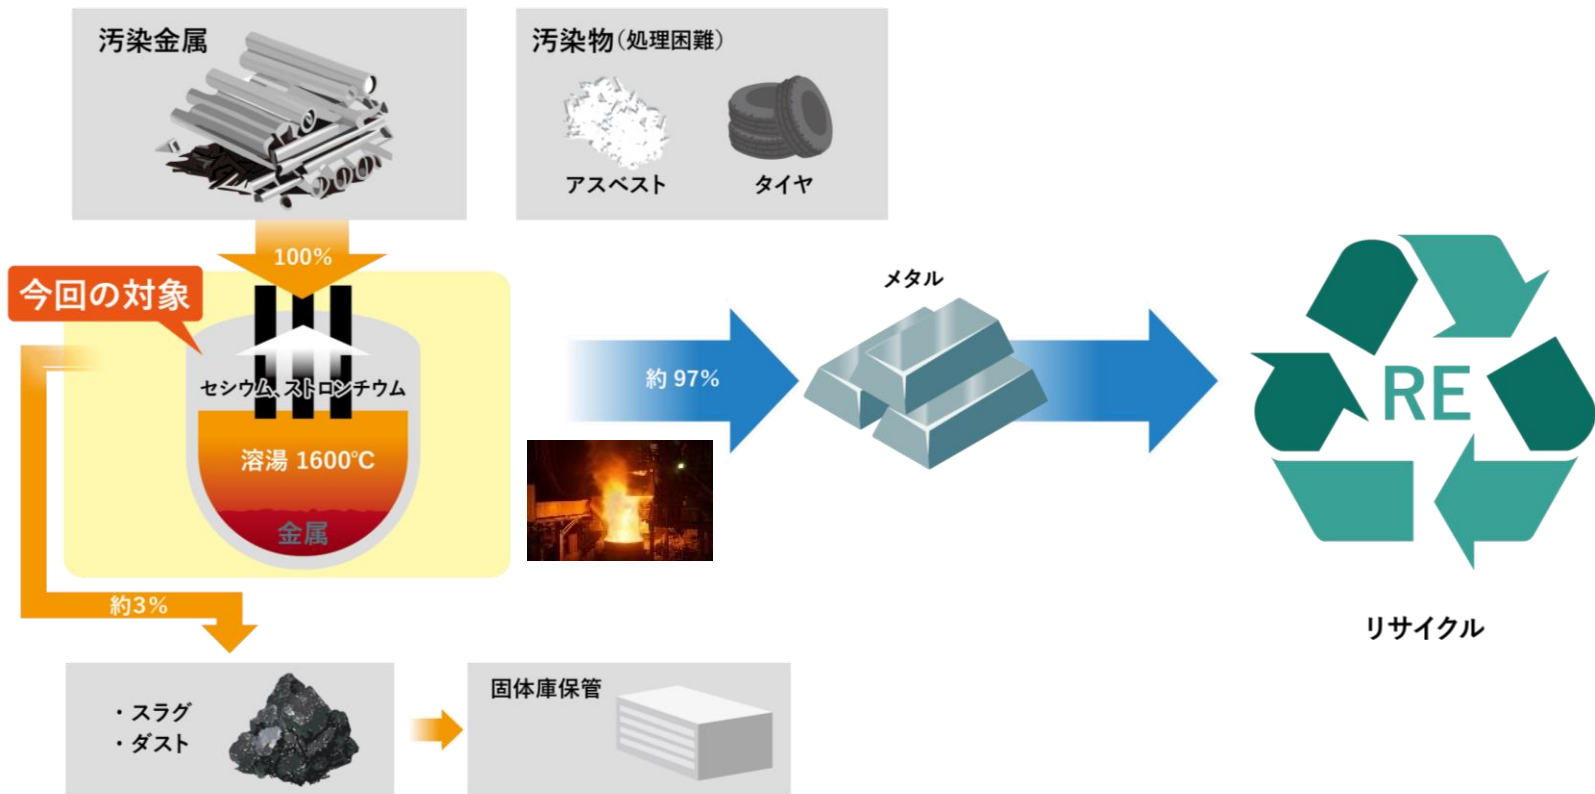 汚染金属
汚染物(処理困難)
アスベスト
タイヤ
100%
今回の対象
セシウム、ストロンチウム
溶湯 1600℃
金属
約 97%
メタル
RE
リサイクル
約3%
・スラグ
・ダスト
固体庫保管